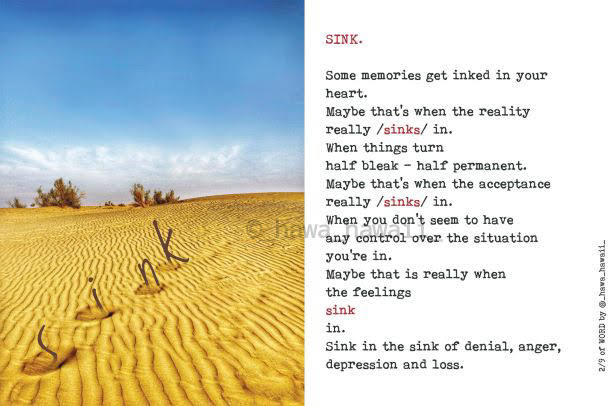 sink
SINK.
Some memories get inked in your
heart.
Maybe that's when the reality
really /sinks/ in.
When things turn
half bleak - half permanent.
Maybe that's when the acceptance
really /sinks/ in.
When you don't seem to have
any control over the situation
you're in.
Maybe that is really when
the feelings
sink
in.
Sink in the sink of denial, anger,
depression and loss.
© hawa_hawaii_
2/9 of WORD by @_hawa_hawaii_